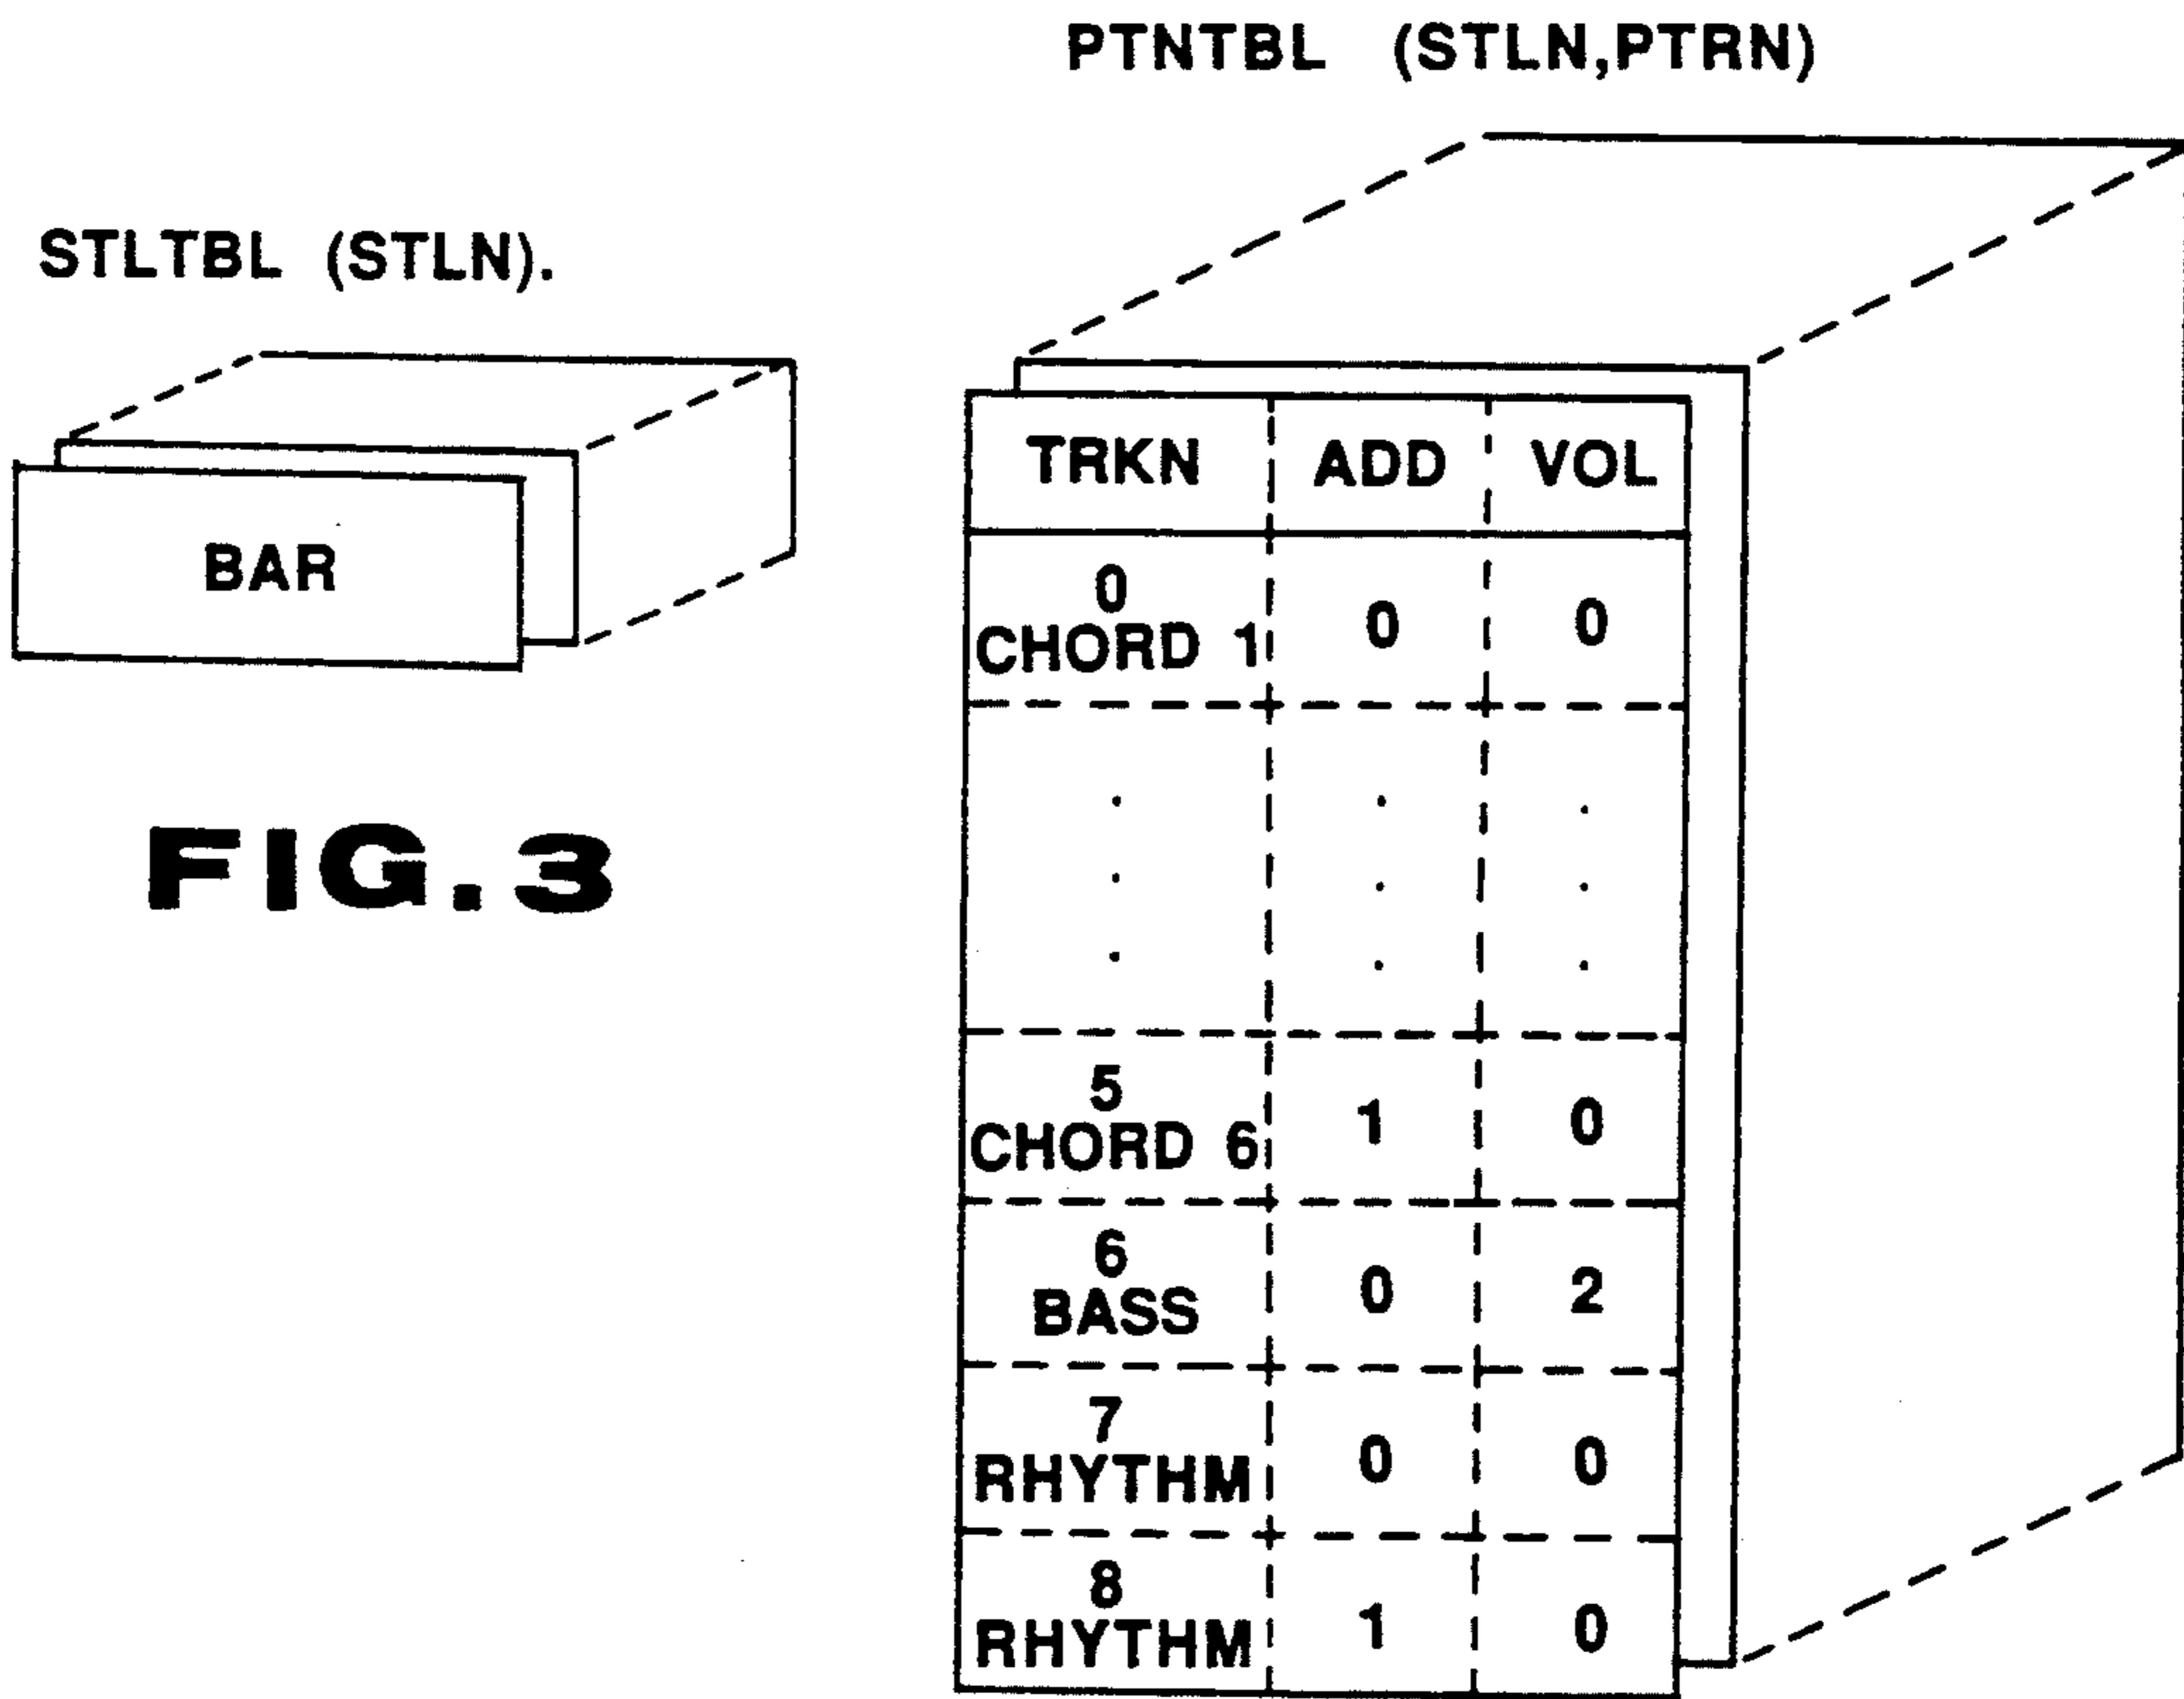 PTNTBL (STLN,PTRN)
STLTBL (STLN).
BAR
FIG.3
TRKN ADD VOL
0
CHORD 1 0 0
5
CHORD 6 1 0
6
BASS 0 2
7
RHYTHM 0 0
8
RHYTHM 1 0